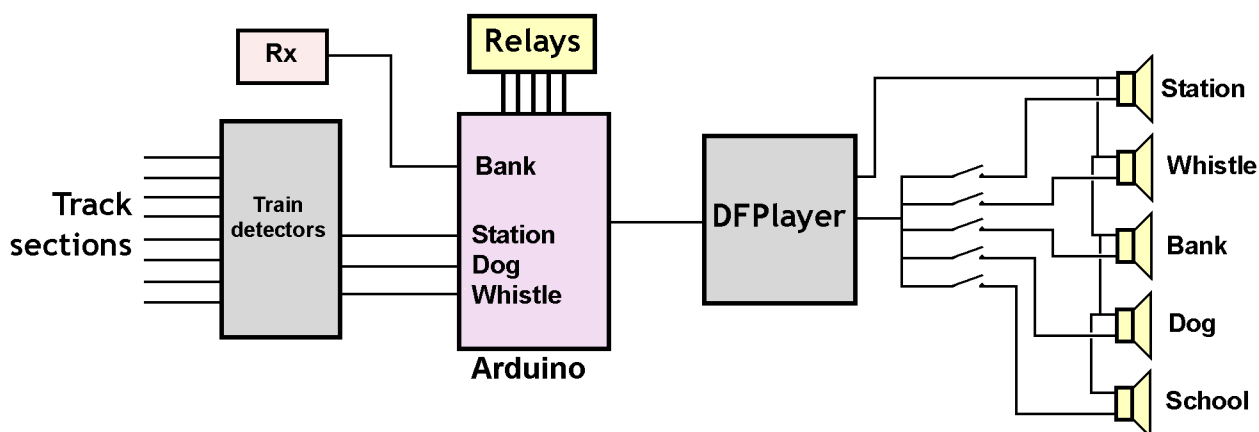 Rx
Relays
Track
sections
Train
detectors
Bank
Station
Dog
Whistle
Arduino
DFPlayer
Station
Whistle
Bank
Dog
School